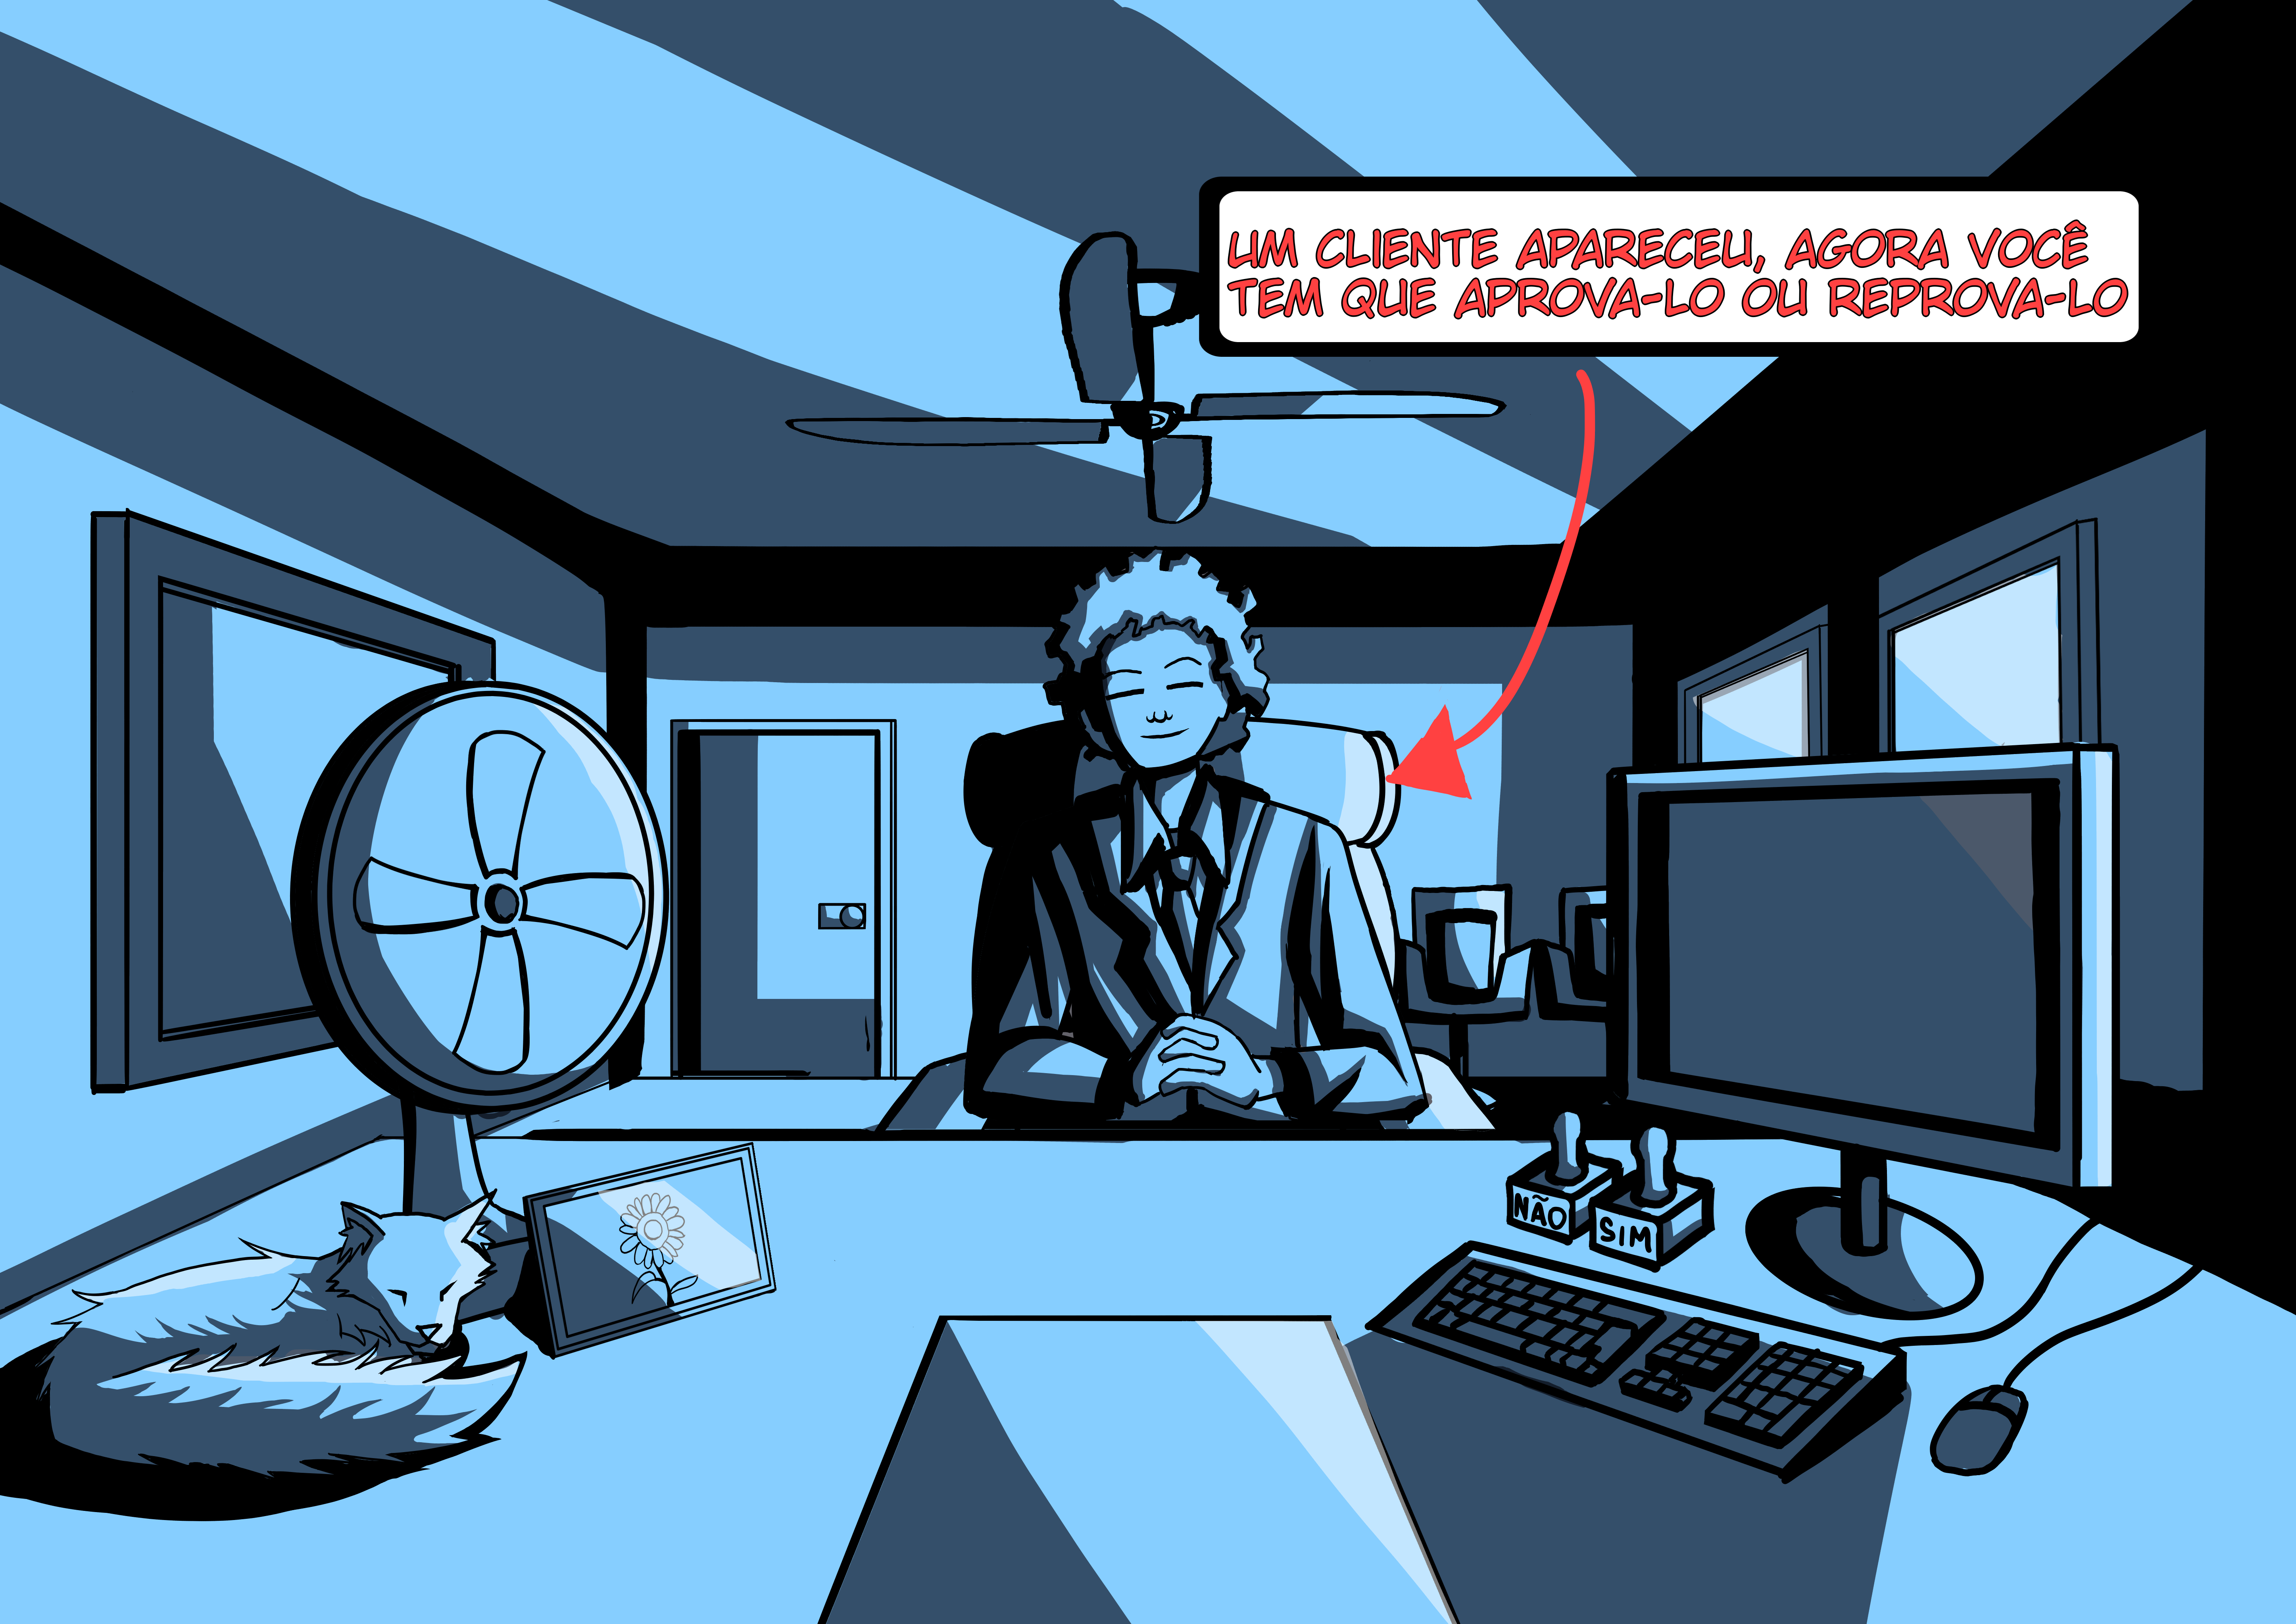 UM CLIENTE APARECEU, AGORA VOCÊ
TEM QUE APROVA-LO OU REPROVA-LO
NÃO
SIM